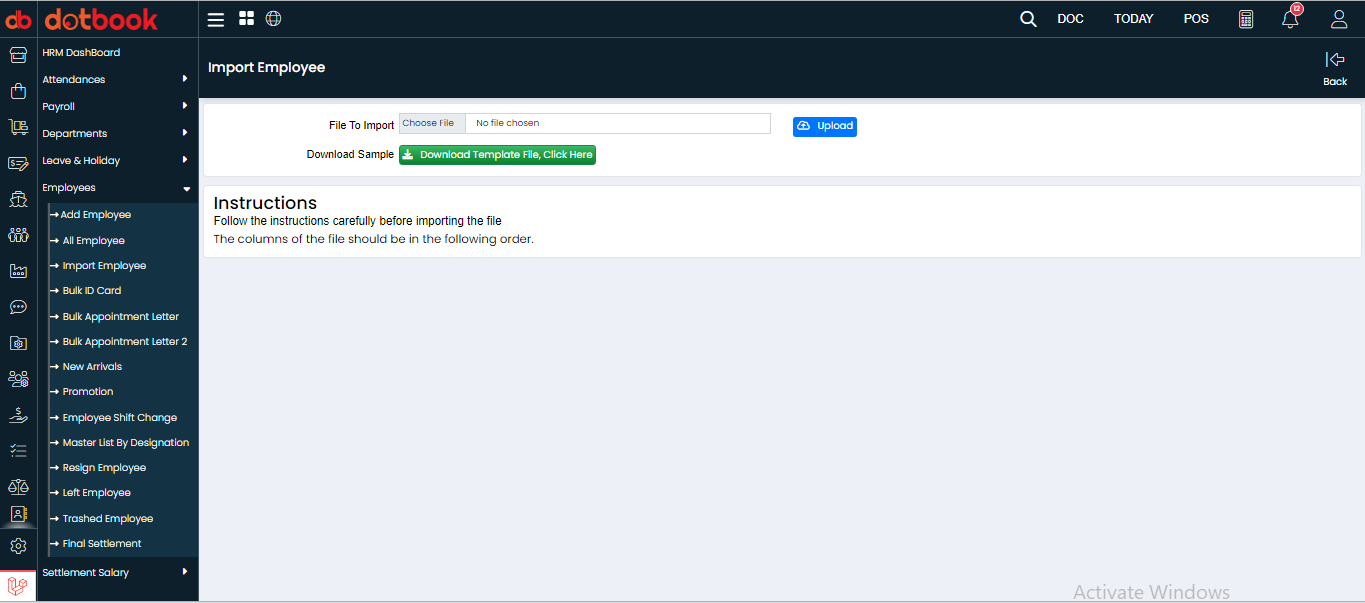 db dotbook
DOC TODAY POS 12
HRM DashBoard
Attendances
Payroll
Departments
Leave & Holiday
Employees
→Add Employee
→ All Employee
→ Import Employee
→ Bulk ID Card
→ Bulk Appointment Letter
→ Bulk Appointment Letter 2
→ New Arrivals
→ Promotion
→ Employee Shift Change
→ Master List By Designation
→ Resign Employee
→ Left Employee
→ Trashed Employee
→ Final Settlement
Settlement Salary
Import Employee
Back
File To Import Choose File No file chosen Upload
Download Sample Download Template File, Click Here
Instructions
Follow the instructions carefully before importing the file
The columns of the file should be in the following order.
Activate Windows